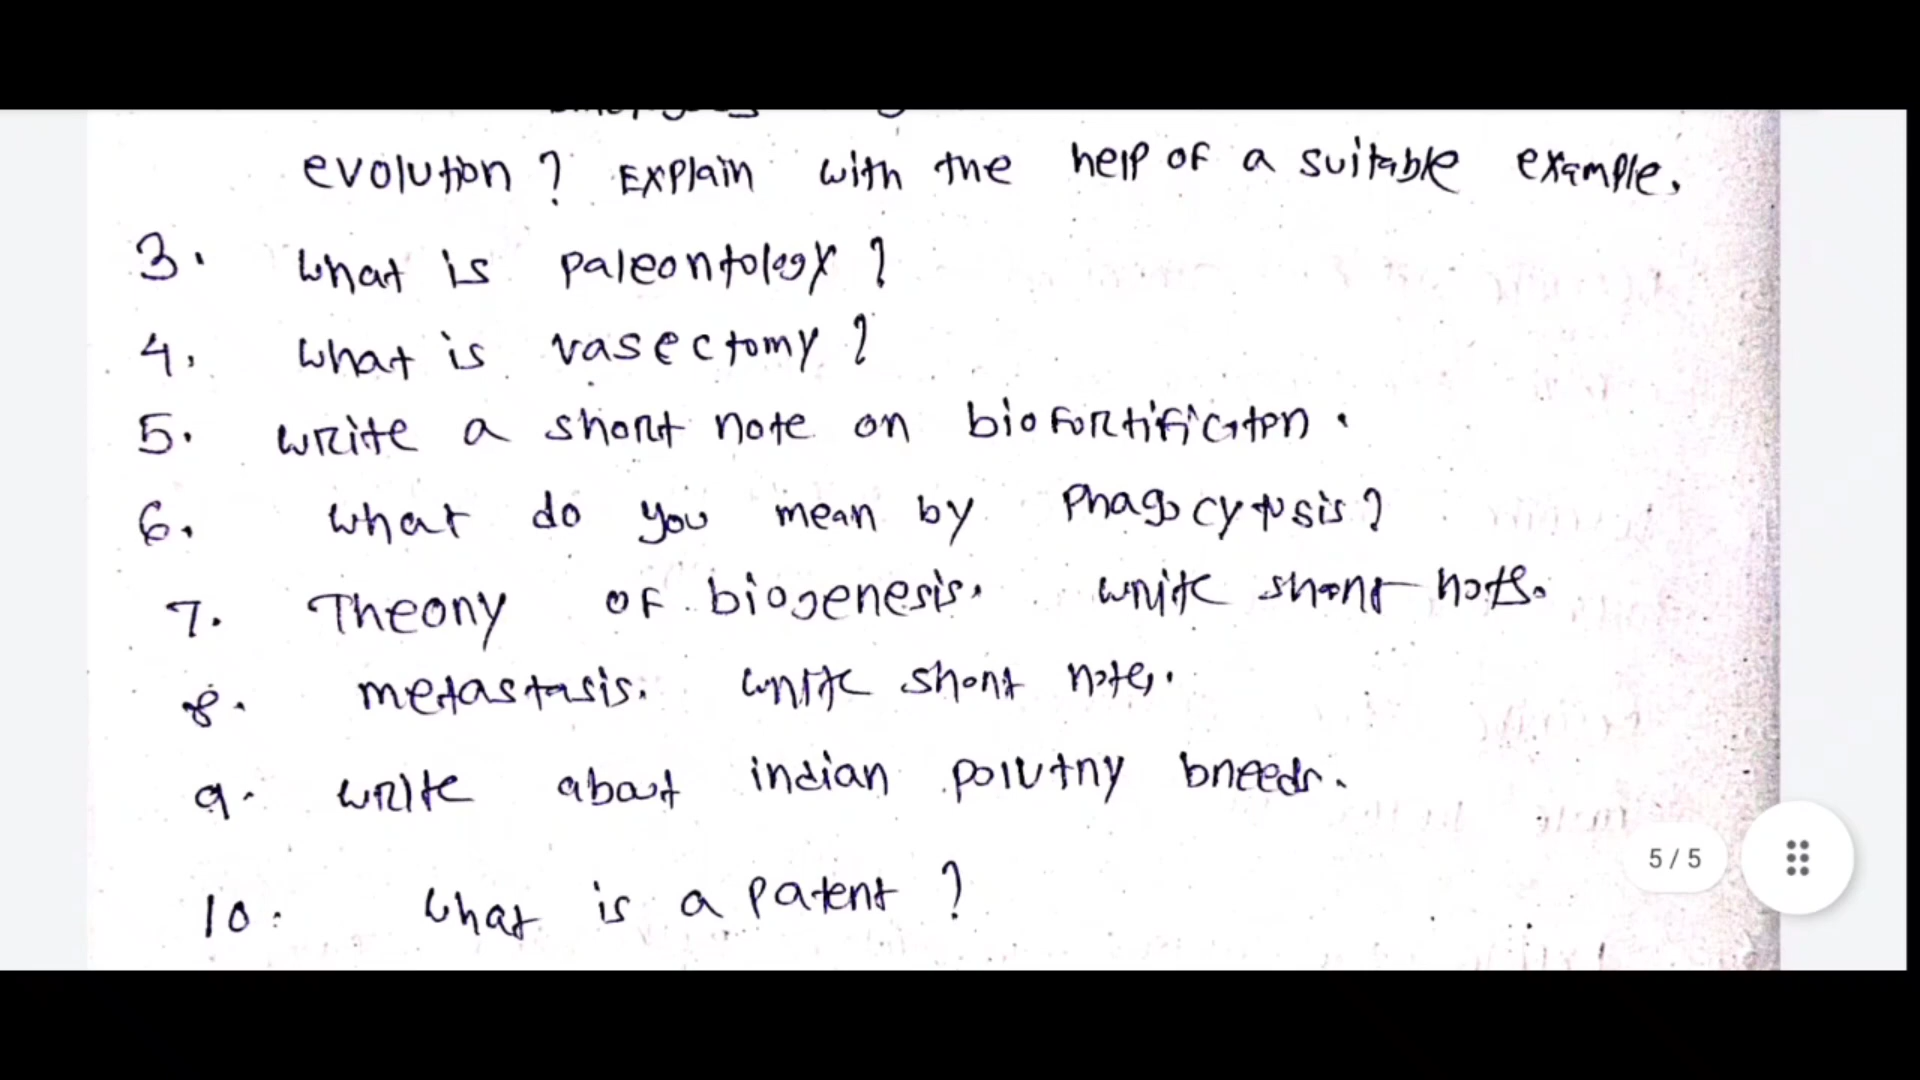 evolution ? Explain with the help of a suitable example.
3. What is paleontology ?
4. What is vasectomy ?
5. Write a short note on biofortification.
6. What do you mean by Phagocytosis ?
7. Theory of biogenesis. Write short note.
8. metastasis. Write short note.
9. Write about indian poultry breeds.
5 / 5
10. What is a patent ?